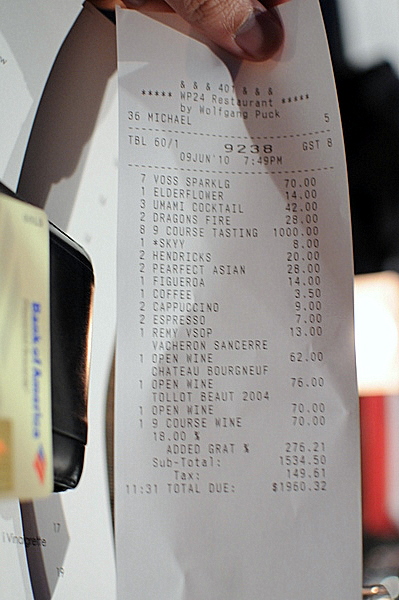 & & & 401 & & &
***** WP24 Restaurant *****
by Wolfgang Puck
36 MICHAEL 5
TBL 60/1 9238 GST 8
09JUN'10 7:49PM
7 VOSS SPARKLG 70.00
1 ELDERFLOWER 14.00
3 UMAMI COCKTAIL 42.00
2 DRAGONS FIRE 28.00
8 9 COURSE TASTING 1000.00
1 *SKYY 8.00
2 HENDRICKS 20.00
2 PEARFECT ASIAN 28.00
1 FIGUEROA 14.00
1 COFFEE 3.50
2 CAPPUCCINO 9.00
2 ESPRESSO 7.00
1 REMY VSOP 13.00
VACHERON SANCERRE
1 OPEN WINE 62.00
CHATEAU BOURGNEUF
1 OPEN WINE 76.00
TOLLOT BEAUT 2004
1 OPEN WINE 70.00
1 9 COURSE WINE 70.00
18.00 %
ADDED GRAT % 276.21
Sub-Total: 1534.50
Tax: 149.61
11:31 TOTAL DUE: $1960.32
Bank of America
17
Vinaigrette
19